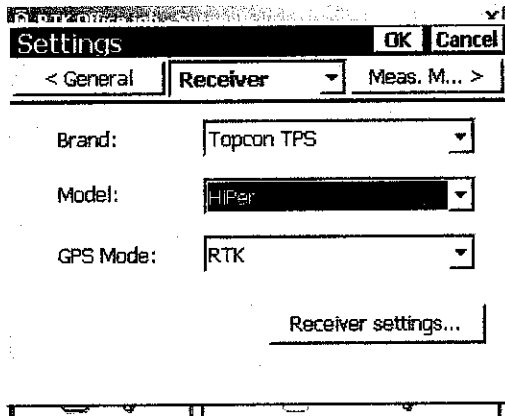 Settings OK Cancel
< General Receiver Meas. M... >
Brand: Topcon TPS
Model: HiPer
GPS Mode: RTK
Receiver settings...